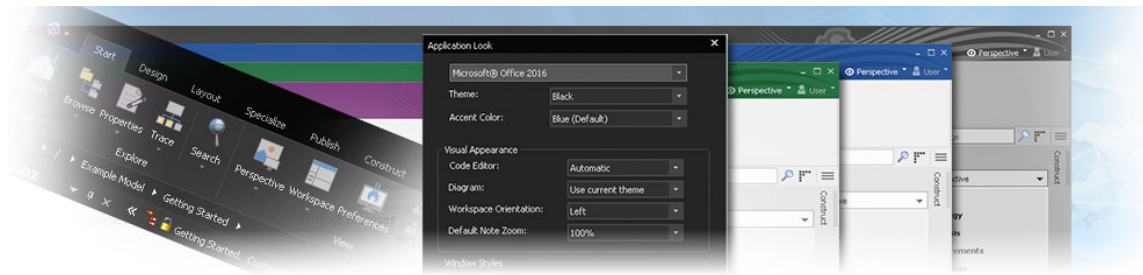 Start Design Layout Specialize Publish Construct
Browse Properties Trace Search Perspective Workspace Preferences
Explore View
/ Example Model Getting Started
Getting Started
Application Look
Microsoft® Office 2016
Theme: Black
Accent Color: Blue (Default)
Visual Appearance
Code Editor: Automatic
Diagram: Use current theme
Workspace Orientation: Left
Default Note Zoom: 100%
Window Styles
Perspective User
Construct
Perspective User
Construct
Perspective User
Construct